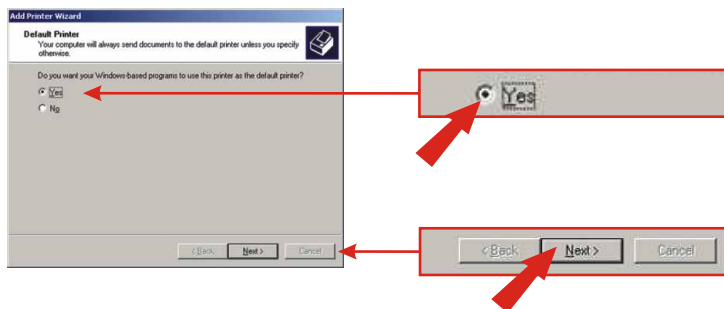 Add Printer Wizard
Default Printer
Your computer will always send documents to the default printer unless you specify
otherwise.
Do you want your Windows-based programs to use this printer as the default printer?
Yes
No
< Back
Next >
Cancel
Yes
< Back
Next >
Cancel